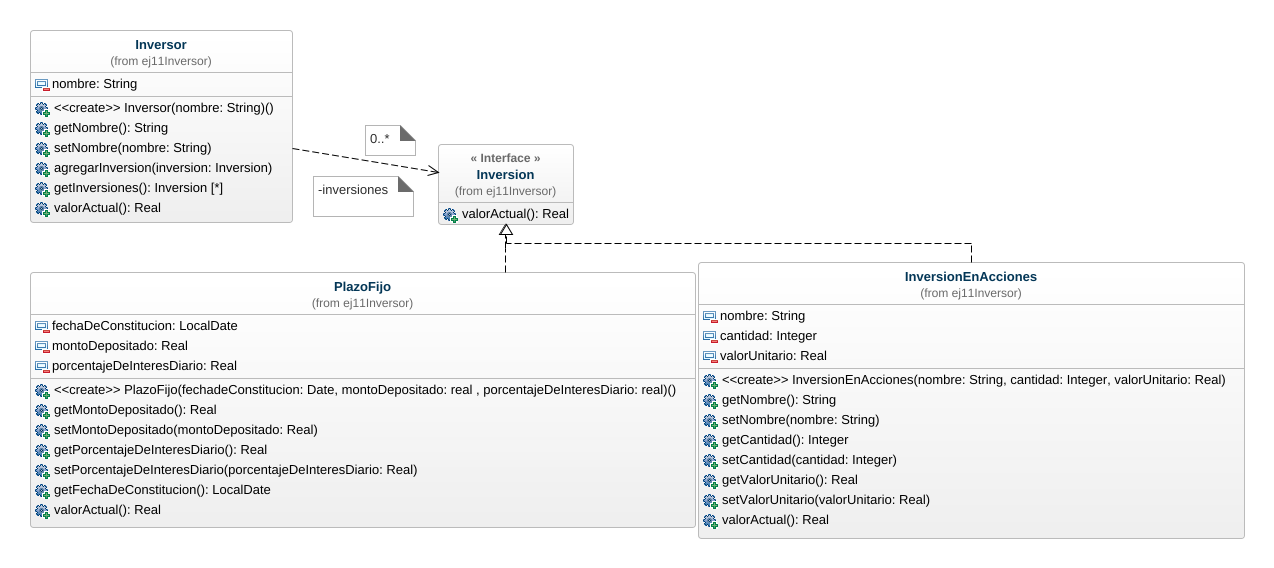 Inversor
(from ej11Inversor)
nombre: String
<<create>> Inversor(nombre: String)()
getNombre(): String
setNombre(nombre: String)
agregarInversion(inversion: Inversion)
getInversiones(): Inversion [*]
valorActual(): Real
0..*
-inversiones
« Interface »
Inversion
(from ej11Inversor)
valorActual(): Real
PlazoFijo
(from ej11Inversor)
fechaDeConstitucion: LocalDate
montoDepositado: Real
porcentajeDeInteresDiario: Real
<<create>> PlazoFijo(fechadeConstitucion: Date, montoDepositado: real , porcentajeDeInteresDiario: real)()
getMontoDepositado(): Real
setMontoDepositado(montoDepositado: Real)
getPorcentajeDeInteresDiario(): Real
setPorcentajeDeInteresDiario(porcentajeDeInteresDiario: Real)
getFechaDeConstitucion(): LocalDate
valorActual(): Real
InversionEnAcciones
(from ej11Inversor)
nombre: String
cantidad: Integer
valorUnitario: Real
<<create>> InversionEnAcciones(nombre: String, cantidad: Integer, valorUnitario: Real)
getNombre(): String
setNombre(nombre: String)
getCantidad(): Integer
setCantidad(cantidad: Integer)
getValorUnitario(): Real
setValorUnitario(valorUnitario: Real)
valorActual(): Real